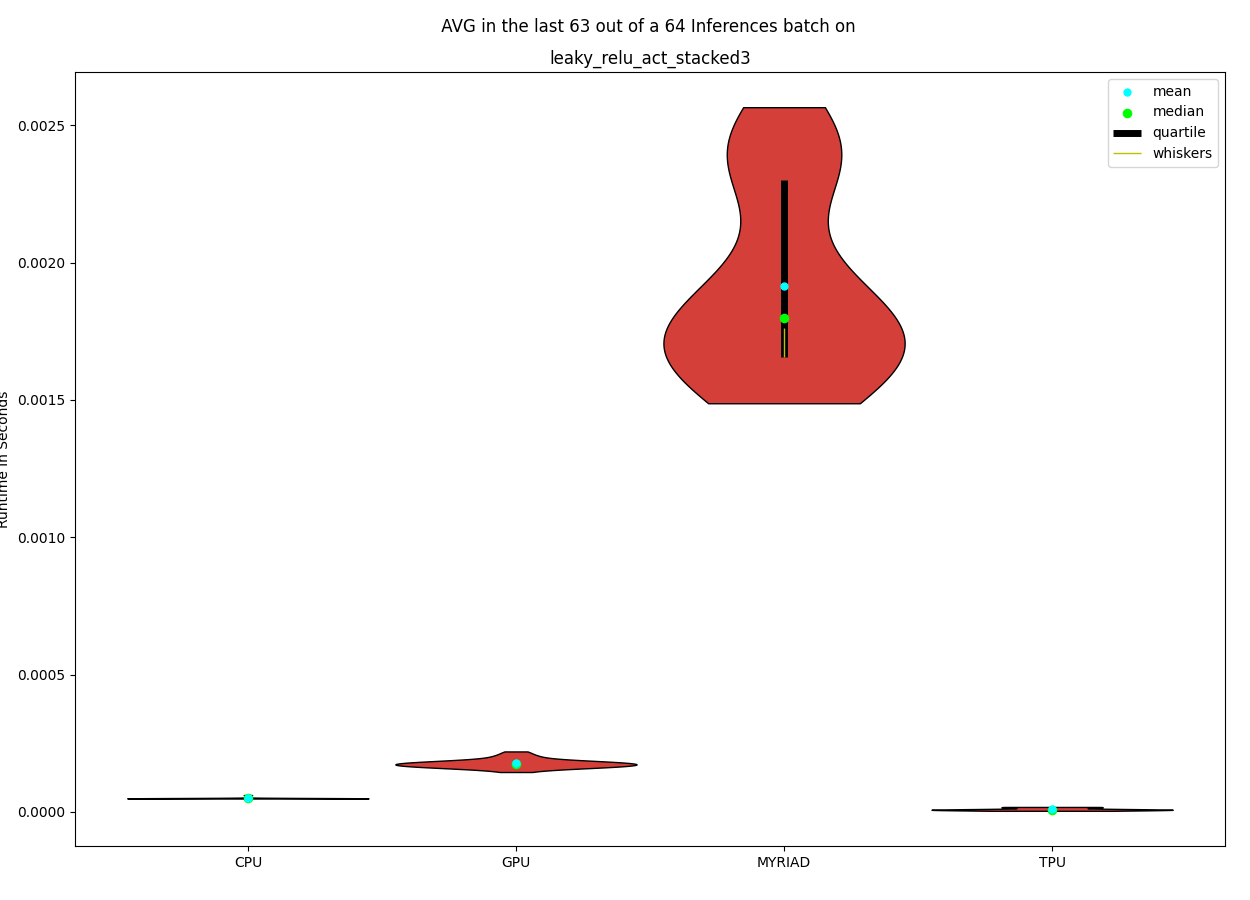 AVG in the last 63 out of a 64 Inferences batch on
leaky_relu_act_stacked3
mean
median
quartile
whiskers
0.0025
0.0020
0.0015
0.0010
0.0005
0.0000
Runtime in Seconds
CPU
GPU
MYRIAD
TPU